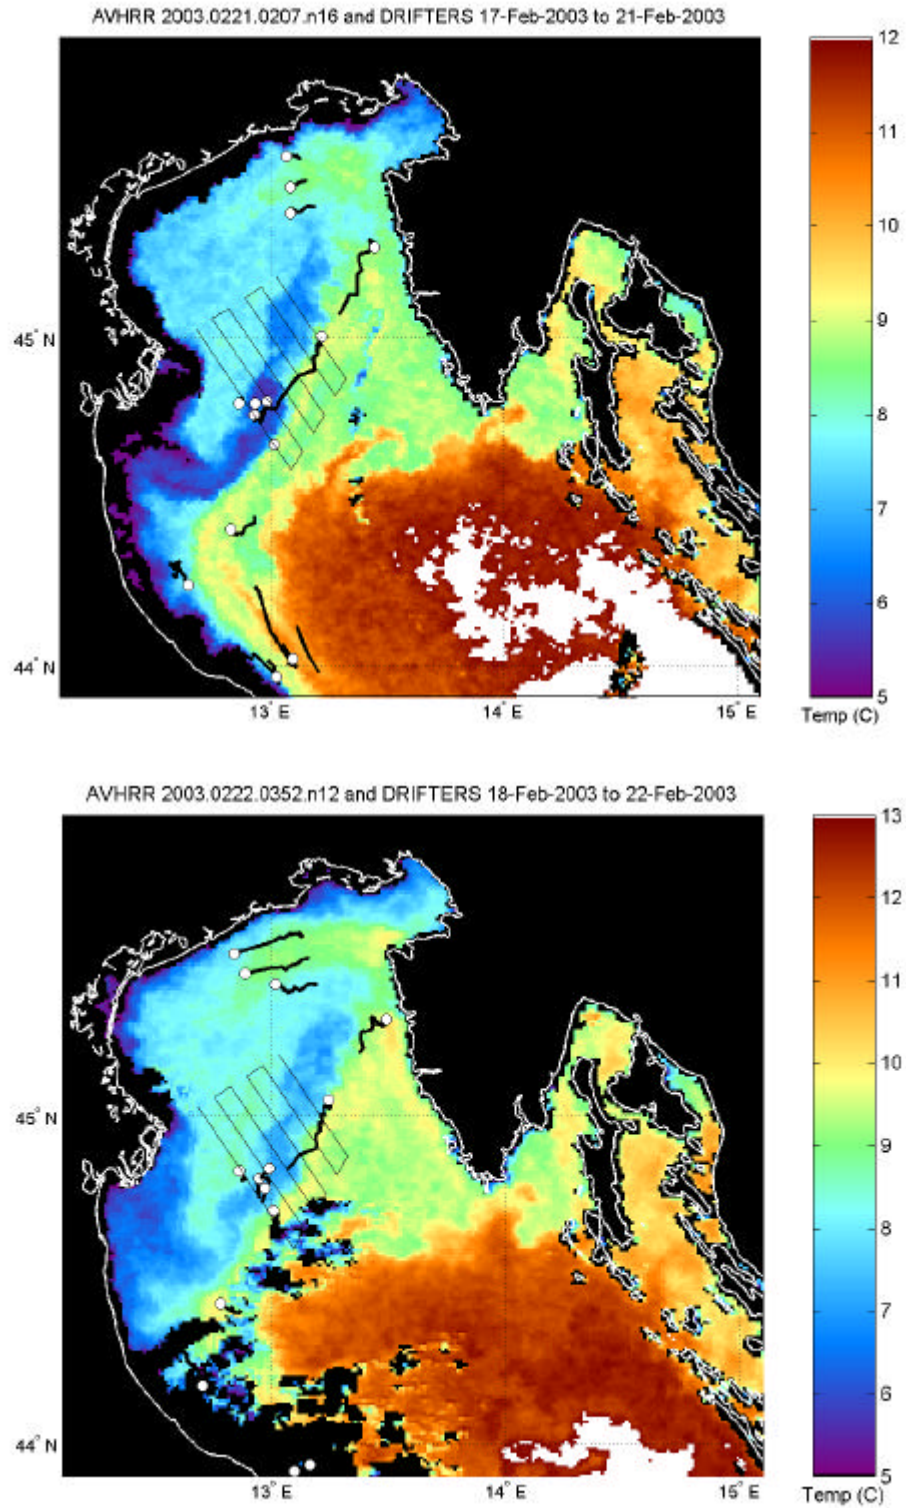 AVHRR 2003.0221.0207.n16 and DRIFTERS 17-Feb-2003 to 21-Feb-2003
12
11
10
9
8
7
6
5
45° N
44° N
13° E
14° E
15° E
Temp (C)
AVHRR 2003.0222.0352.n12 and DRIFTERS 18-Feb-2003 to 22-Feb-2003
13
12
11
10
9
8
7
6
5
45° N
44° N
13° E
14° E
15° E
Temp (C)